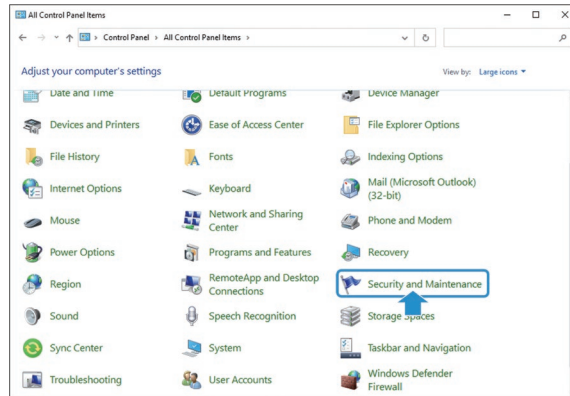 All Control Panel Items
Control Panel > All Control Panel Items >
Adjust your computer's settings
View by: Large icons
Date and Time
Default Programs
Device Manager
Devices and Printers
Ease of Access Center
File Explorer Options
File History
Fonts
Indexing Options
Internet Options
Keyboard
Mail (Microsoft Outlook)
(32-bit)
Mouse
Network and Sharing
Center
Phone and Modem
Power Options
Programs and Features
Recovery
Region
RemoteApp and Desktop
Connections
Security and Maintenance
Sound
Speech Recognition
Storage Spaces
Sync Center
System
Taskbar and Navigation
Troubleshooting
User Accounts
Windows Defender
Firewall